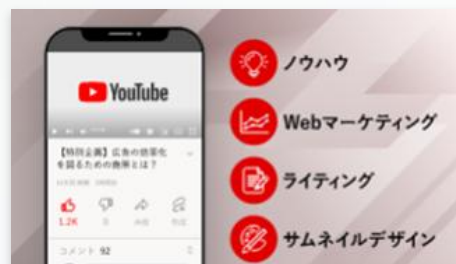 YouTube
【特別企画】広告の効率化
を図るための施策とは？
1.2K
コメント 92
ノウハウ
Webマーケティング
ライティング
サムネイルデザイン